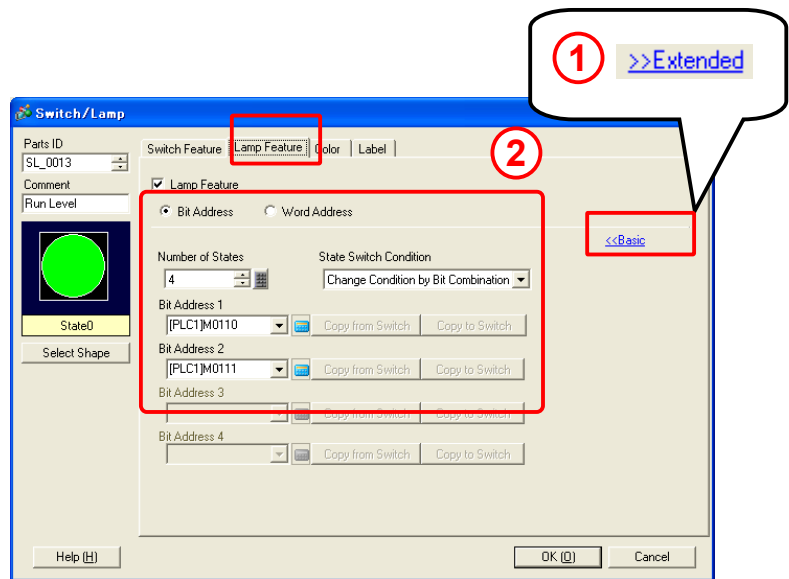 1 >>Extended
Switch/Lamp
Parts ID
SL_0013
Comment
Run Level
State0
Select Shape
Switch Feature Lamp Feature Color Label
2
Lamp Feature
Bit Address Word Address
<<Basic
Number of States State Switch Condition
4 Change Condition by Bit Combination
Bit Address 1
[PLC1]M0110 Copy from Switch Copy to Switch
Bit Address 2
[PLC1]M0111 Copy from Switch Copy to Switch
Bit Address 3
Copy from Switch Copy to Switch
Bit Address 4
Copy from Switch Copy to Switch
Help (H) OK (O) Cancel